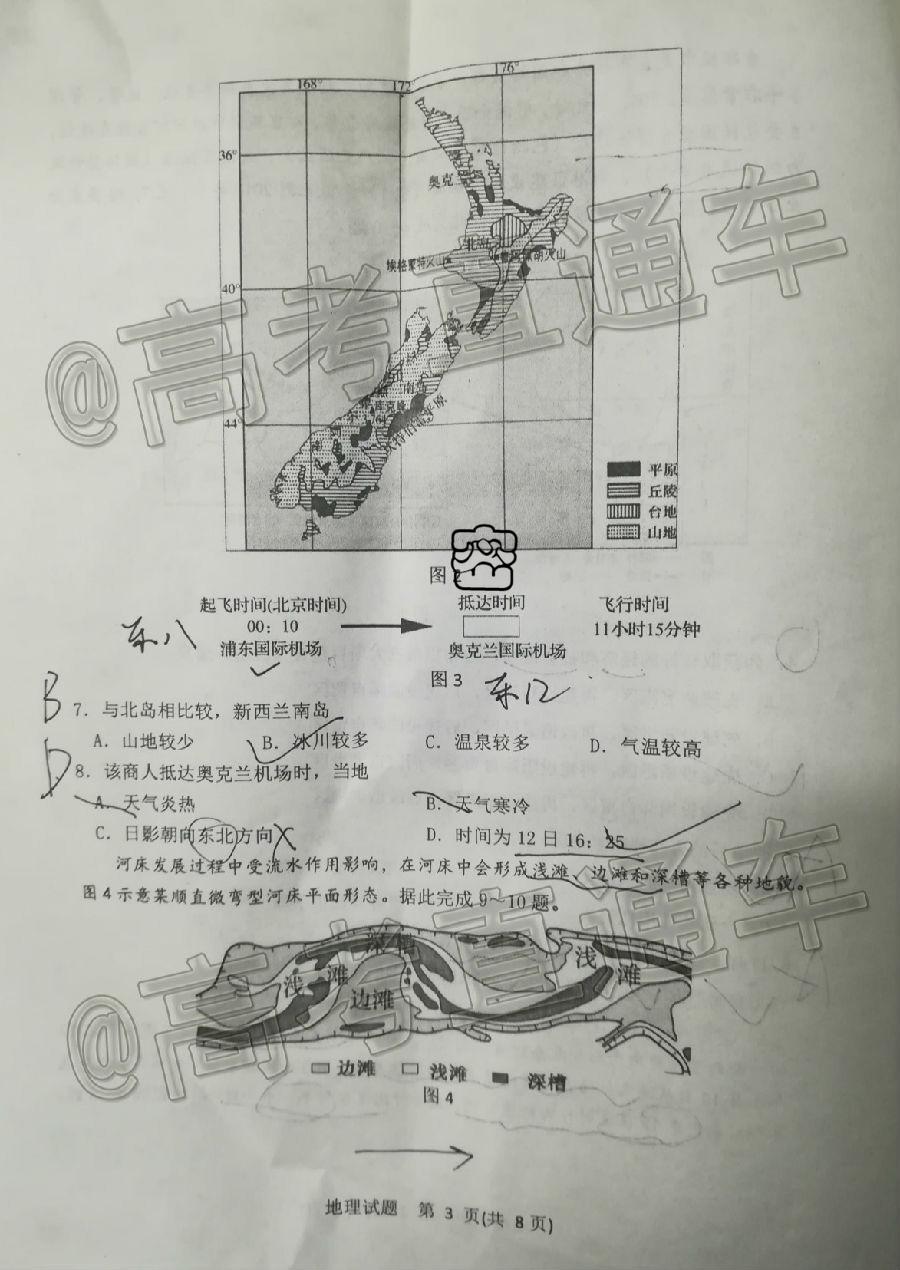 168° 172 176°
36°
奥克
北岛
埃格蒙特火山
40°
南岛
库克峰
44°
平原
丘陵
台地
山地
图2
起飞时间(北京时间) 抵达时间 飞行时间
00：10 11小时15分钟
浦东国际机场 奥克兰国际机场
东八
图3
东12
B
7．与北岛相比较，新西兰南岛
A．山地较少 B．冰川较多 C．温泉较多 D．气温较高
D
8．该商人抵达奥克兰机场时，当地
A．天气炎热 B．天气寒冷
C．日影朝向东北方向 D．时间为12日16：25
河床发展过程中受流水作用影响，在河床中会形成浅滩、边滩和深槽等各种地貌。
图4示意某顺直微弯型河床平面形态。据此完成9～10题。
深槽
浅滩
浅滩
边滩
边滩 浅滩 深槽
图4
地理试题 第3页(共8页)
@高考直通车
@高考直通车